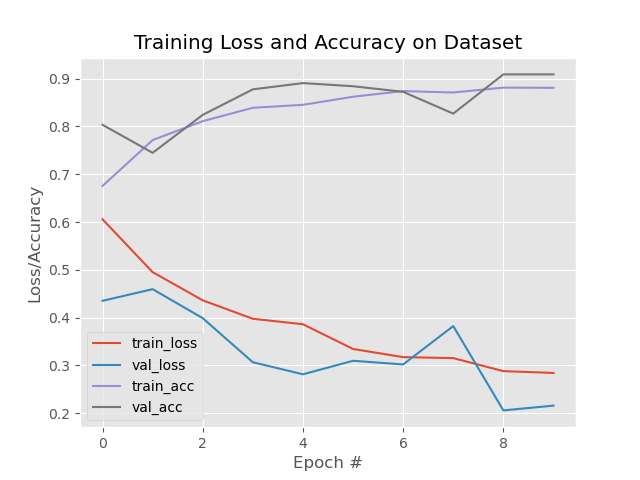 Training Loss and Accuracy on Dataset
Loss/Accuracy
0.9
0.8
0.7
0.6
0.5
0.4
0.3
0.2
train_loss
val_loss
train_acc
val_acc
0 2 4 6 8
Epoch #